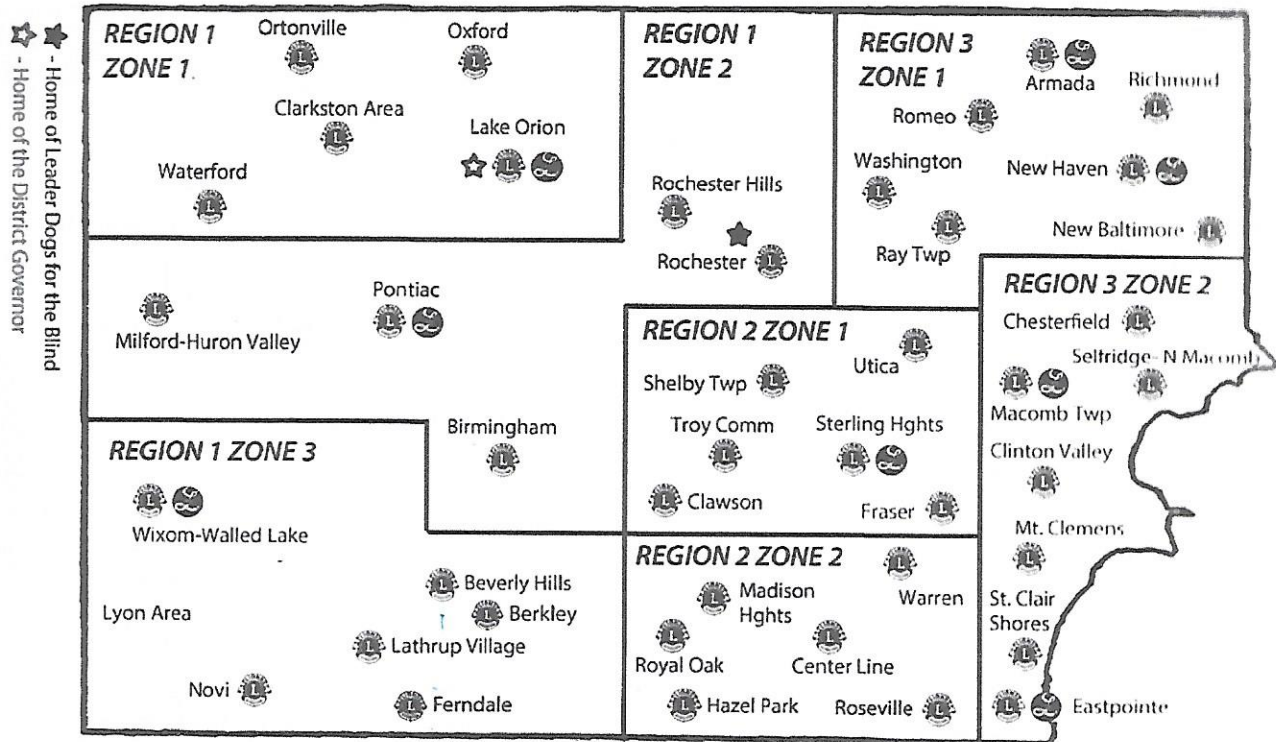 ★ - Home of Leader Dogs for the Blind
☆ - Home of the District Governor
REGION 1
ZONE 1
Ortonville
Oxford
Clarkston Area
Lake Orion
Waterford
REGION 1
ZONE 2
Rochester Hills
Rochester
Milford-Huron Valley
Pontiac
Birmingham
REGION 3
ZONE 1
Armada
Richmond
Romeo
Washington
New Haven
Ray Twp
New Baltimore
REGION 3 ZONE 2
Chesterfield
Selfridge-N Macomb
Macomb Twp
Clinton Valley
Mt. Clemens
St. Clair
Shores
Eastpointe
REGION 2 ZONE 1
Utica
Shelby Twp
Troy Comm
Sterling Hghts
Clawson
Fraser
REGION 1 ZONE 3
Wixom-Walled Lake
Lyon Area
Beverly Hills
Berkley
Lathrup Village
Novi
Ferndale
REGION 2 ZONE 2
Warren
Madison
Hghts
Royal Oak
Center Line
Hazel Park
Roseville